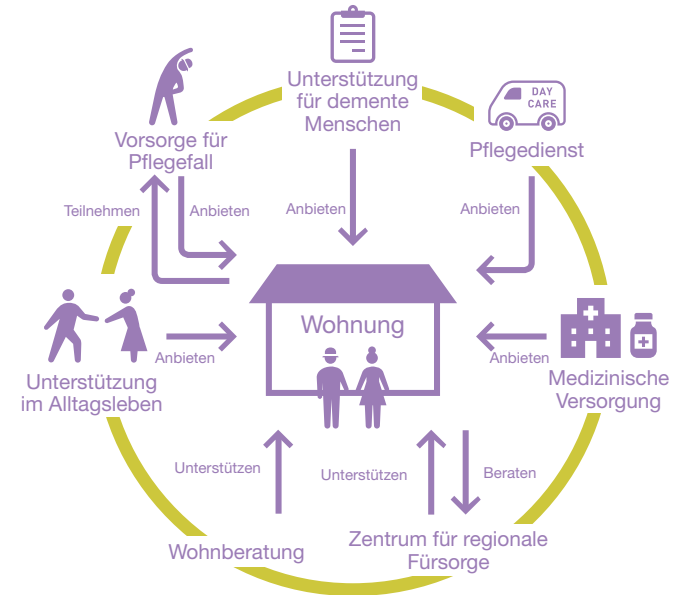 Unterstützung
für demente
Menschen
DAY
CARE
Pflegedienst
Vorsorge für
Pflegefall
Teilnehmen
Anbieten
Anbieten
Anbieten
Wohnung
Anbieten
Unterstützung
im Alltagsleben
Anbieten
Medizinische
Versorgung
Unterstützen
Unterstützen
Beraten
Wohnberatung
Zentrum für regionale
Fürsorge